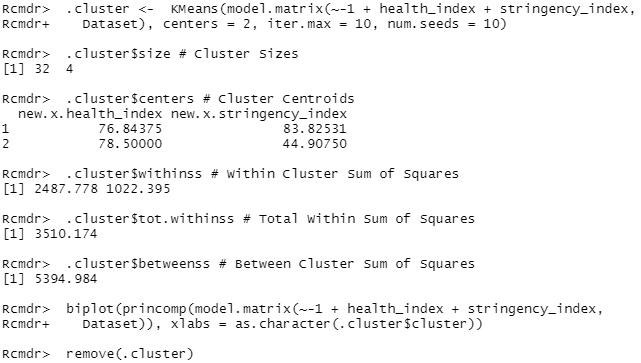 Rcmdr>  .cluster <-  KMeans(model.matrix(~-1 + health_index + stringency_index,
Rcmdr+    Dataset), centers = 2, iter.max = 10, num.seeds = 10)
Rcmdr>  .cluster$size # Cluster Sizes
[1] 32  4
Rcmdr>  .cluster$centers # Cluster Centroids
  new.x.health_index new.x.stringency_index
1           76.84375               83.82531
2           78.50000               44.90750
Rcmdr>  .cluster$withinss # Within Cluster Sum of Squares
[1] 2487.778 1022.395
Rcmdr>  .cluster$tot.withinss # Total Within Sum of Squares
[1] 3510.174
Rcmdr>  .cluster$betweenss # Between Cluster Sum of Squares
[1] 5394.984
Rcmdr>  biplot(princomp(model.matrix(~-1 + health_index + stringency_index,
Rcmdr+    Dataset)), xlabs = as.character(.cluster$cluster))
Rcmdr>  remove(.cluster)